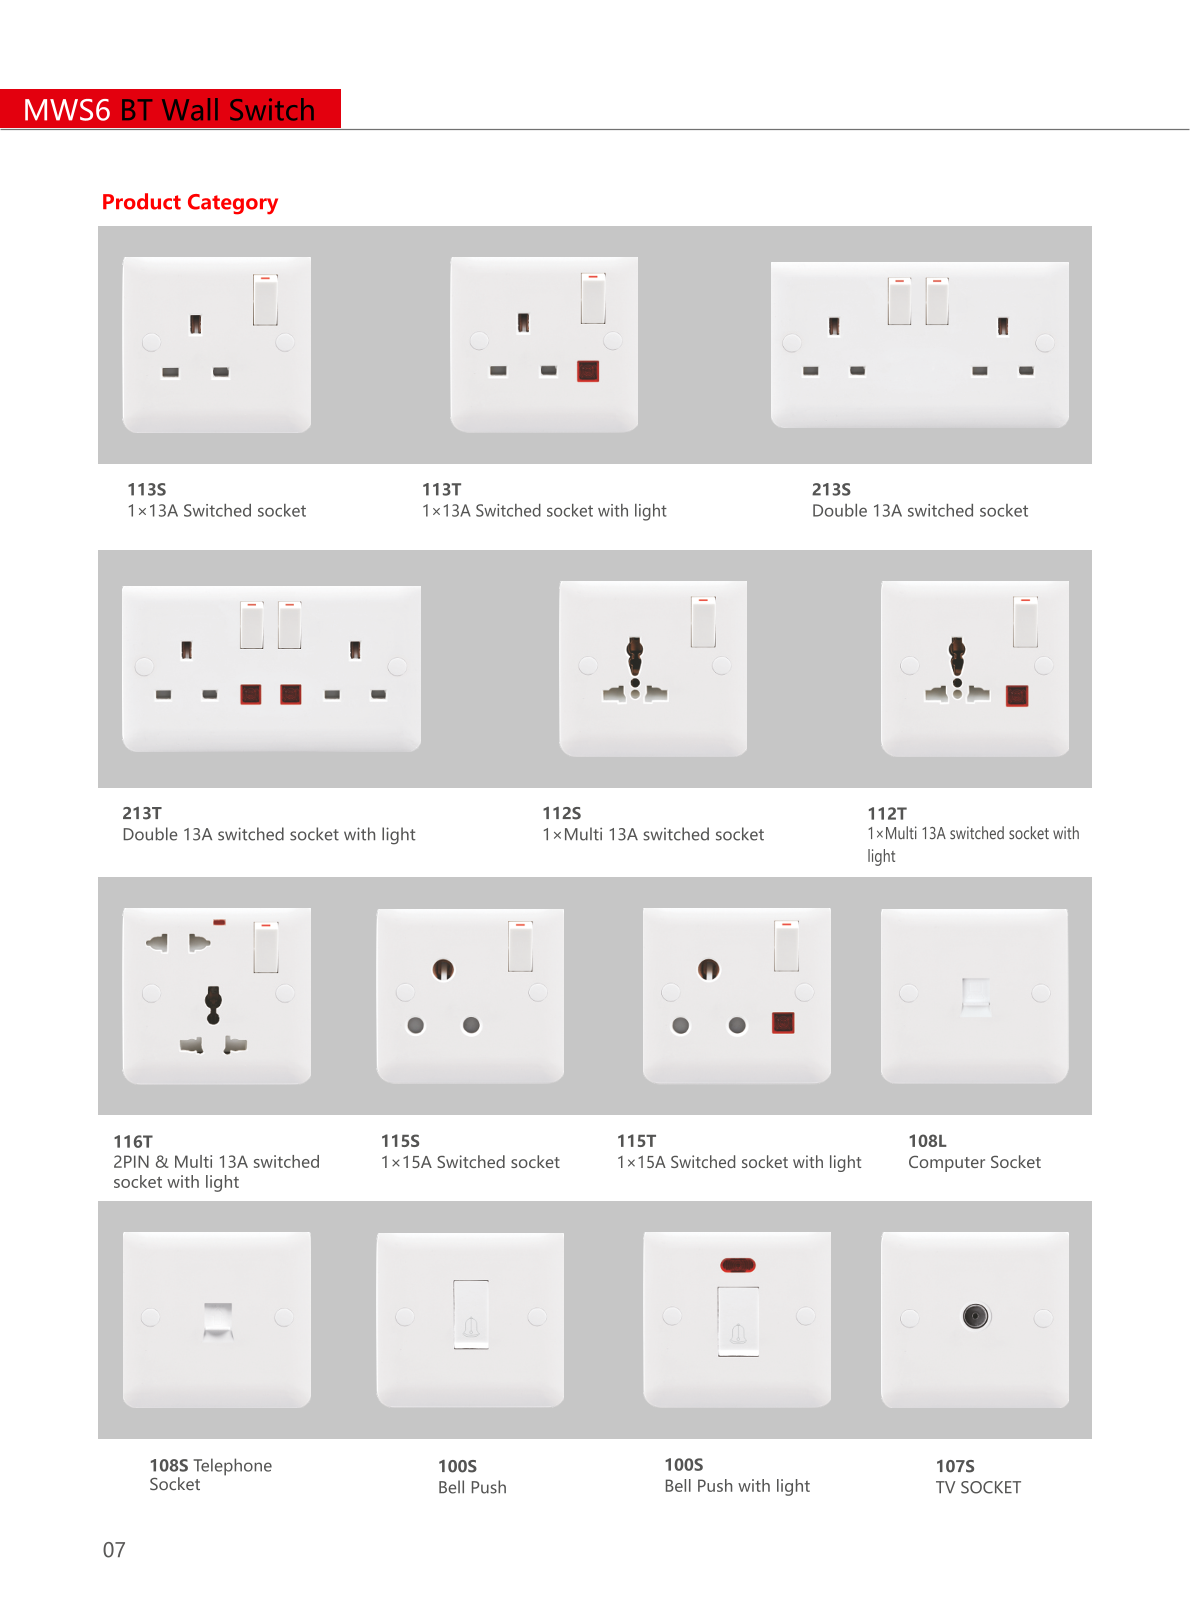 MWS6 BT Wall Switch
Product Category
113S
1×13A Switched socket
113T
1×13A Switched socket with light
213S
Double 13A switched socket
213T
Double 13A switched socket with light
112S
1×Multi 13A switched socket
112T
1×Multi 13A switched socket with
light
116T
2PIN & Multi 13A switched
socket with light
115S
1×15A Switched socket
115T
1×15A Switched socket with light
108L
Computer Socket
108S Telephone
Socket
100S
Bell Push
100S
Bell Push with light
107S
TV SOCKET
07